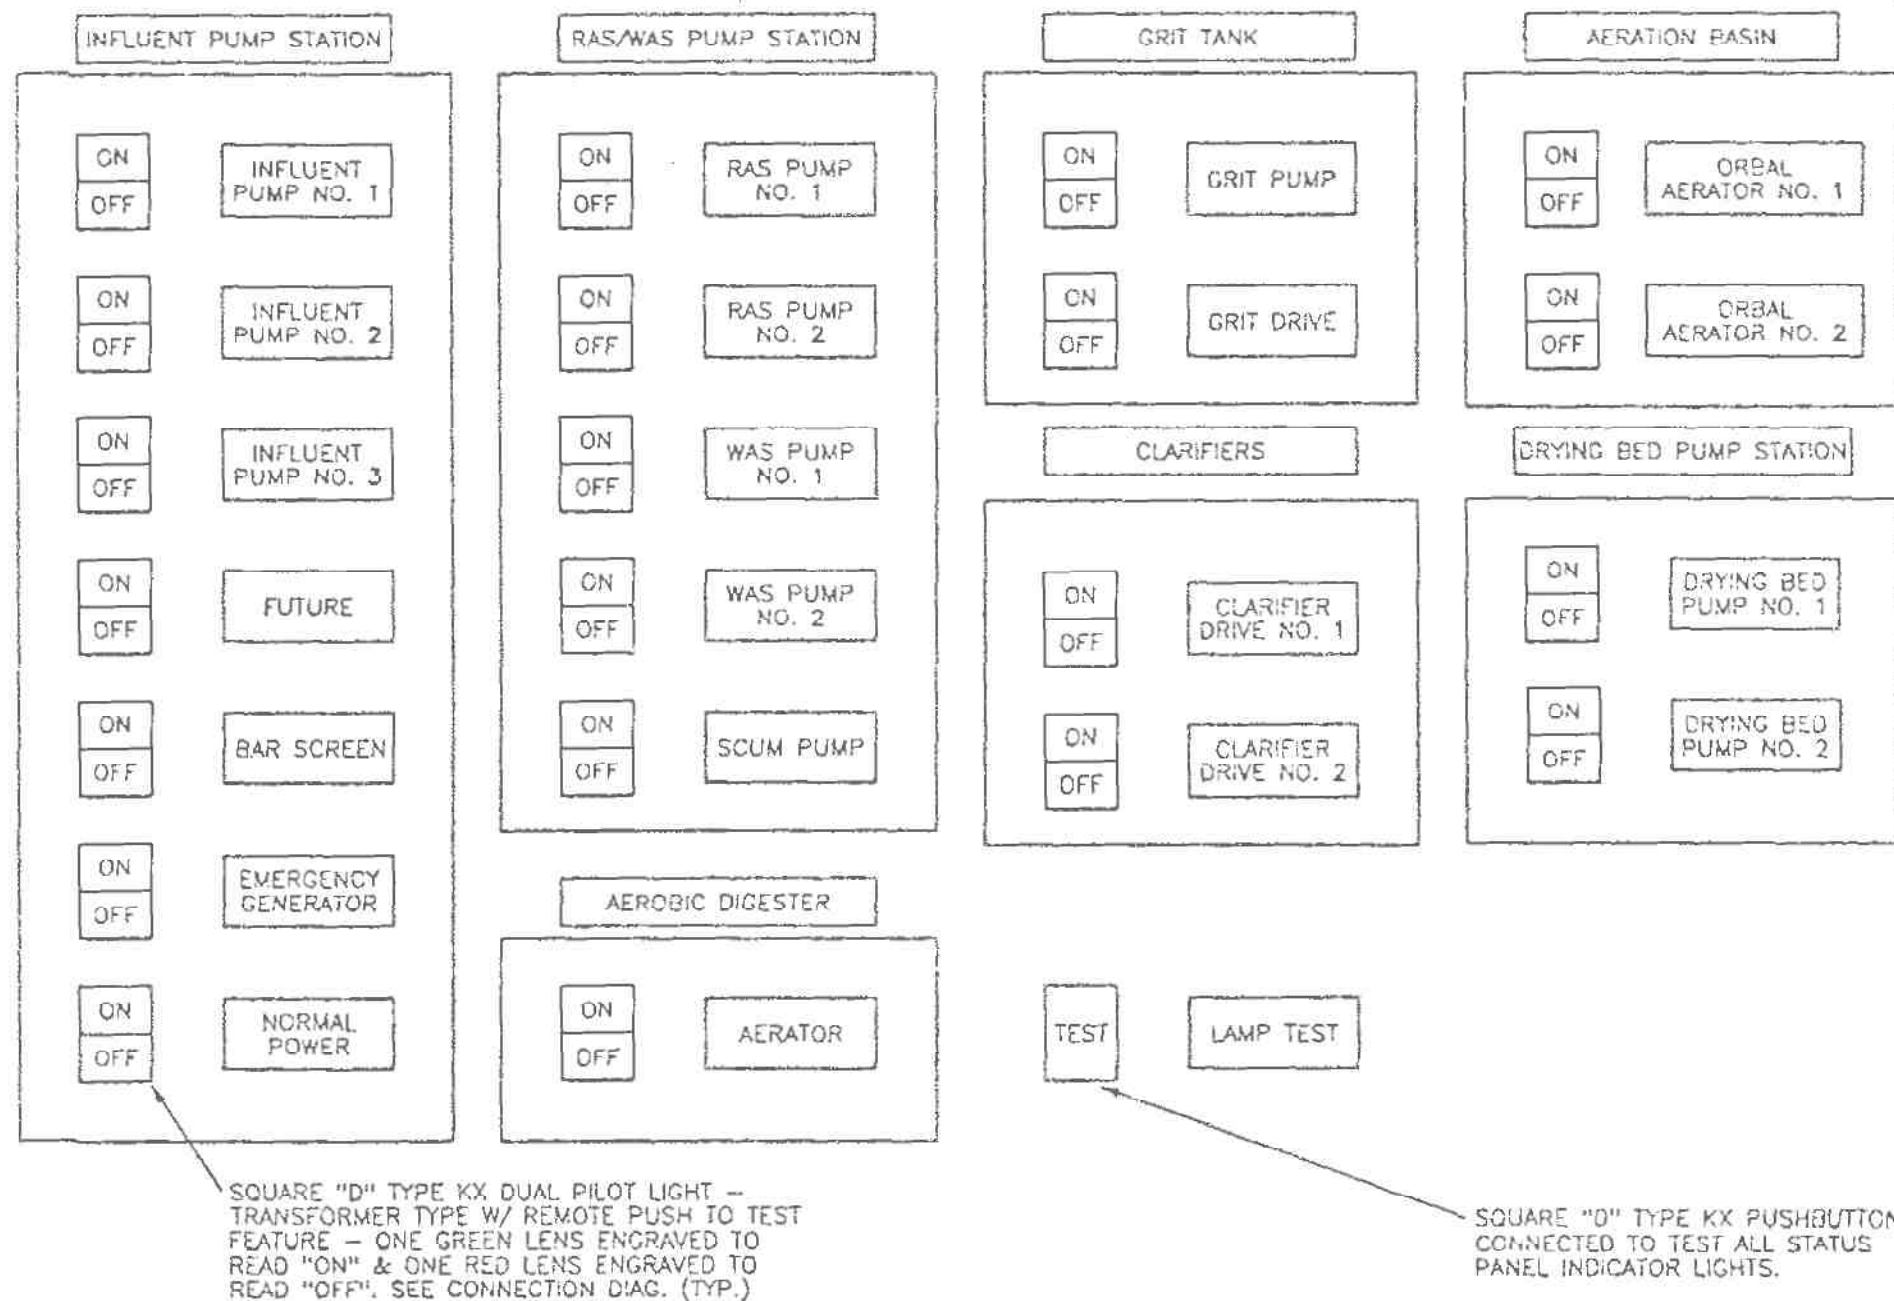 INFLUENT PUMP STATION
ON
OFF
INFLUENT
PUMP NO. 1
ON
OFF
INFLUENT
PUMP NO. 2
ON
OFF
INFLUENT
PUMP NO. 3
ON
OFF
FUTURE
ON
OFF
BAR SCREEN
ON
OFF
EMERGENCY
GENERATOR
ON
OFF
NORMAL
POWER
SQUARE "D" TYPE KX DUAL PILOT LIGHT –
TRANSFORMER TYPE W/ REMOTE PUSH TO TEST
FEATURE – ONE GREEN LENS ENGRAVED TO
READ "ON" & ONE RED LENS ENGRAVED TO
READ "OFF". SEE CONNECTION DIAG. (TYP.)
RAS/WAS PUMP STATION
ON
OFF
RAS PUMP
NO. 1
ON
OFF
RAS PUMP
NO. 2
ON
OFF
WAS PUMP
NO. 1
ON
OFF
WAS PUMP
NO. 2
ON
OFF
SCUM PUMP
AEROBIC DIGESTER
ON
OFF
AERATOR
GRIT TANK
ON
OFF
GRIT PUMP
ON
OFF
GRIT DRIVE
CLARIFIERS
ON
OFF
CLARIFIER
DRIVE NO. 1
ON
OFF
CLARIFIER
DRIVE NO. 2
TEST
LAMP TEST
AERATION BASIN
ON
OFF
ORBAL
AERATOR NO. 1
ON
OFF
ORBAL
AERATOR NO. 2
DRYING BED PUMP STATION
ON
OFF
DRYING BED
PUMP NO. 1
ON
OFF
DRYING BED
PUMP NO. 2
SQUARE "D" TYPE KX PUSHBUTTON
CONNECTED TO TEST ALL STATUS
PANEL INDICATOR LIGHTS.